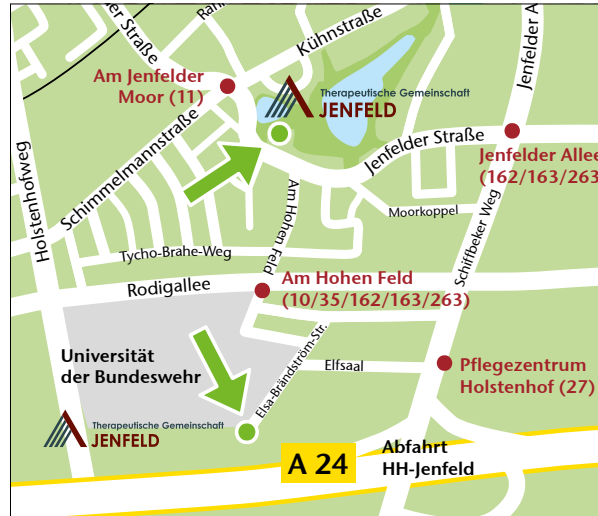 Kühnstraße
Jenfelder A
Am Jenfelder
Moor (11)
Therapeutische Gemeinschaft
JENFELD
Jenfelder Straße
Jenfelder Allee
(162/163/263)
Schimmelmannstraße
Holstenhofweg
Am Hohen Feld
Moorkoppel
Schiffbeker Weg
Tycho-Brahe-Weg
Rodigallee
Am Hohen Feld
(10/35/162/163/263)
Universität
der Bundeswehr
Elsa-Brändström-Str.
Elfsaal
Pflegezentrum
Holstenhof (27)
Therapeutische Gemeinschaft
JENFELD
A 24
Abfahrt
HH-Jenfeld